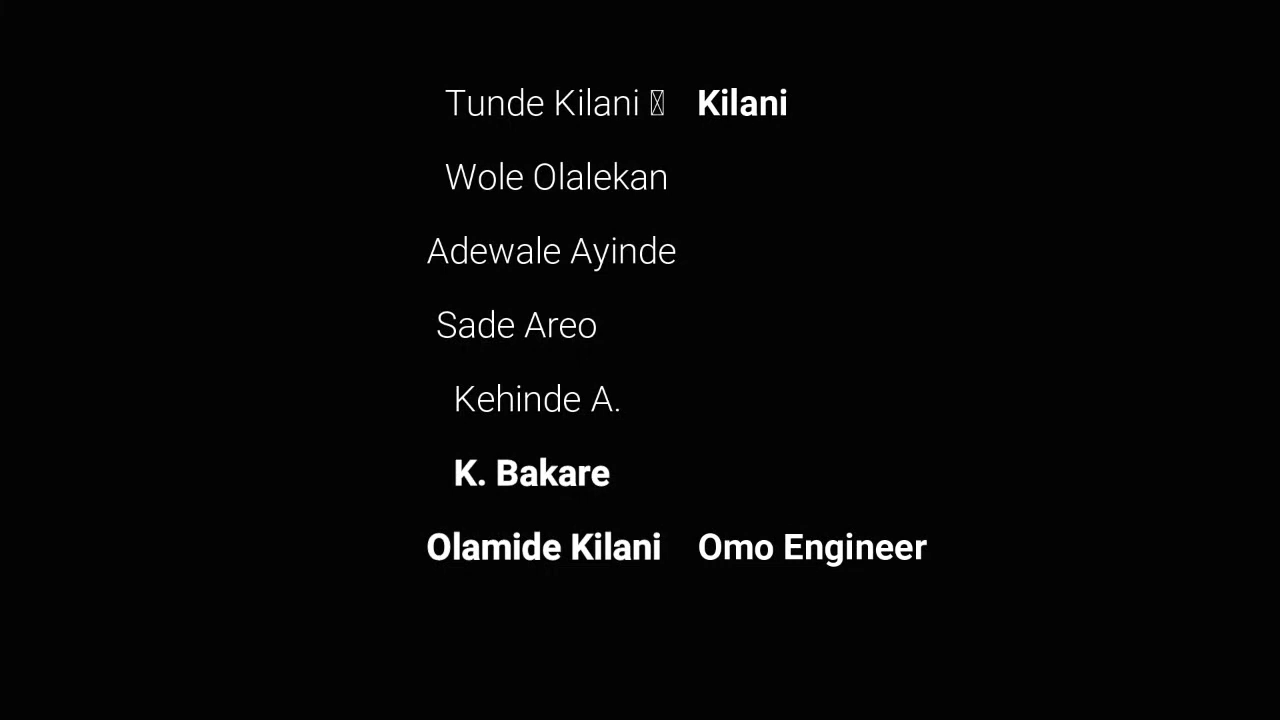 Tunde Kilani Kilani
Wole Olalekan
Adewale Ayinde
Sade Areo
Kehinde A.
K. Bakare
Olamide Kilani Omo Engineer